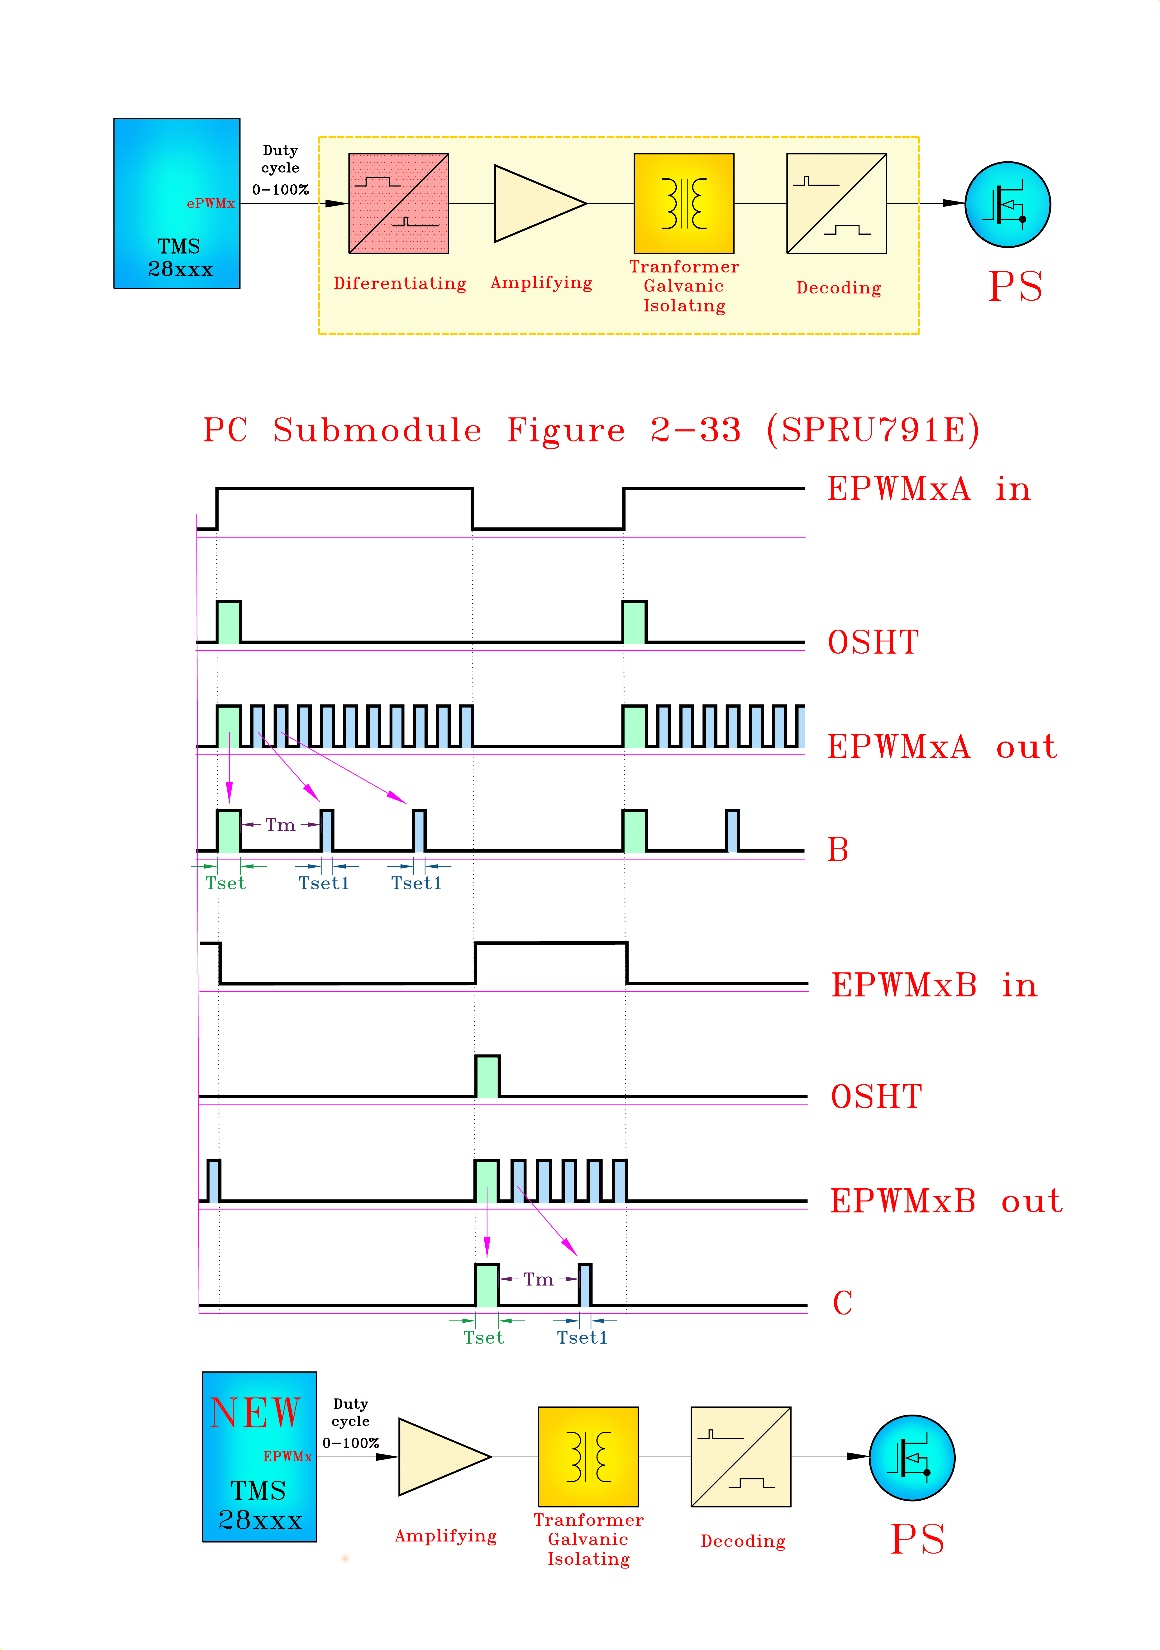 Duty
cycle
0-100%
ePWMx
TMS
28xxx
Diferentiating
Amplifying
Tranformer
Galvanic
Isolating
Decoding
PS
PC Submodule Figure 2-33 (SPRU791E)
EPWMxA in
OSHT
EPWMxA out
Tm
B
Tset
Tset1
Tset1
EPWMxB in
OSHT
EPWMxB out
Tm
C
Tset
Tset1
NEW
Duty
cycle
0-100%
EPWMx
TMS
28xxx
Amplifying
Tranformer
Galvanic
Isolating
Decoding
PS